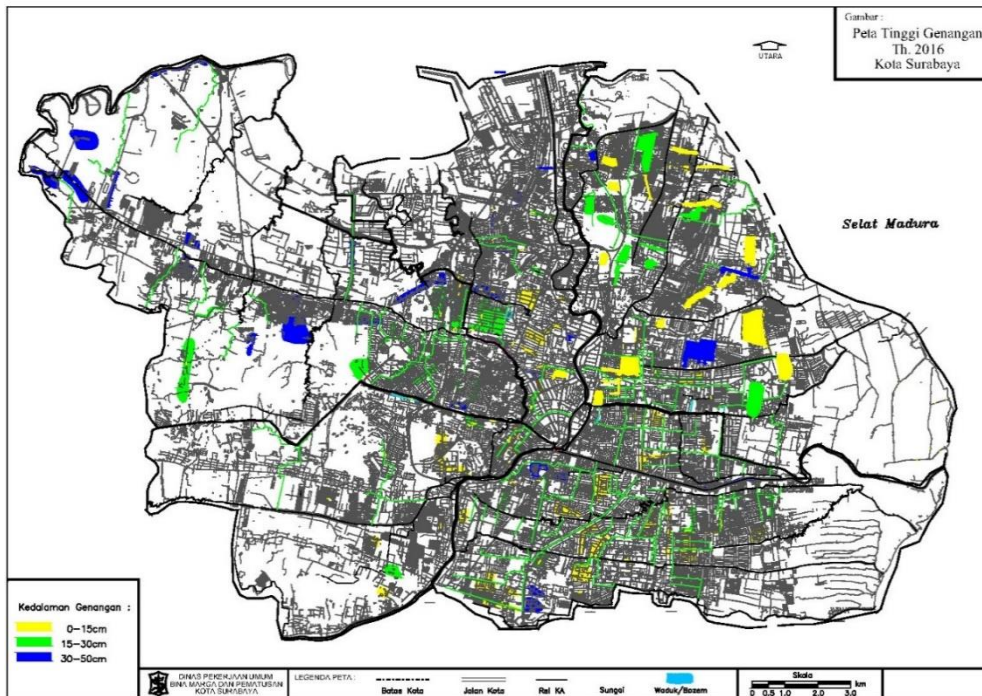 Gambar :
Peta Tinggi Genangan
Th. 2016
Kota Surabaya
UTARA
Selat Madura
Kedalaman Genangan :
0-15cm
15-30cm
30-50cm
DINAS PEKERJAAN UMUM
BINA MARGA DAN PEMATUSAN
KOTA SURABAYA
LEGENDA PETA :
Batas Kota
Jalan Kota
Rel KA
Sungai
Waduk/Bozem
Skala
km
0 0.5 1.0 2.0 3.0